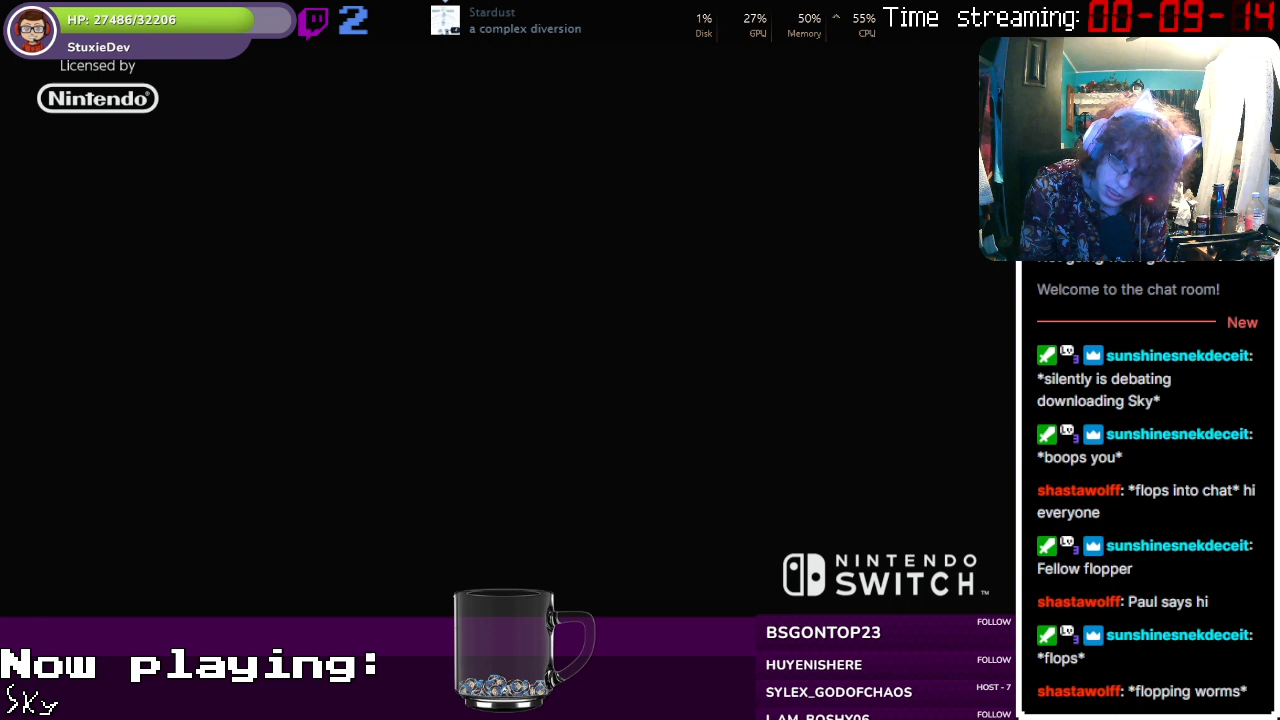 HP: 27486/32206
StuxieDev
2
Stardust
a complex diversion
1%
Disk
27%
GPU
50%
Memory
55%
CPU
Time streaming: 00-09-14
Licensed by
Nintendo®
Welcome to the chat room!
New
sunshinesnekdeceit:
*silently is debating
downloading Sky*
sunshinesnekdeceit:
*boops you*
shastawolff: *flops into chat* hi
everyone
sunshinesnekdeceit:
Fellow flopper
shastawolff: Paul says hi
sunshinesnekdeceit:
*flops*
shastawolff: *flopping worms*
NINTENDO
SWITCH™
BSGONTOP23
FOLLOW
HUYENISHERE
FOLLOW
SYLEX_GODOFCHAOS
HOST - 7
FOLLOW
Now playing:
Sky